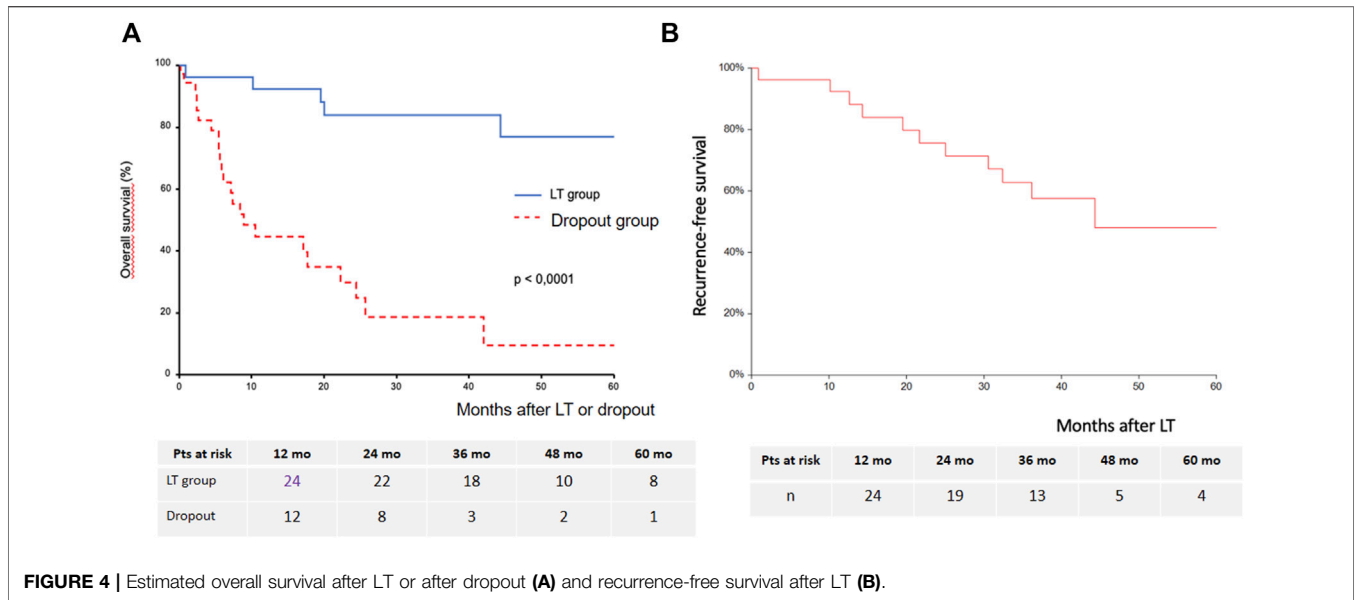 A
100
80
60
40
20
0
Overall survival (%)
0 10 20 30 40 50 60
LT group
Dropout group
p < 0,0001
Months after LT or dropout
Pts at risk 12 mo 24 mo 36 mo 48 mo 60 mo
LT group 24 22 18 10 8
Dropout 12 8 3 2 1
B
100%
80%
60%
40%
20%
0%
Recurrence-free survival
0 10 20 30 40 50 60
Months after LT
Pts at risk 12 mo 24 mo 36 mo 48 mo 60 mo
n 24 19 13 5 4
FIGURE 4 | Estimated overall survival after LT or after dropout (A) and recurrence-free survival after LT (B).